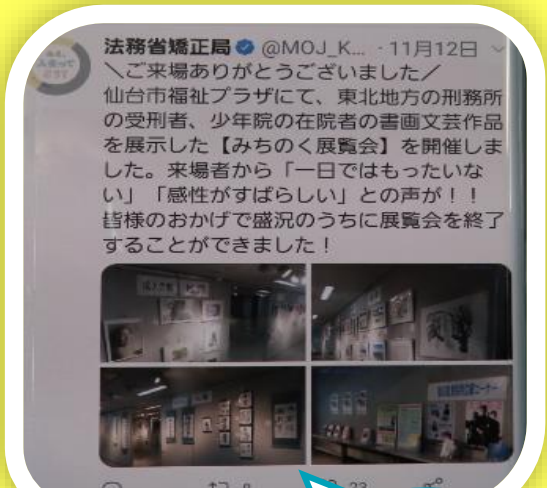 法務省矯正局 @MOJ_K... ・11月12日
＼ご来場ありがとうございました／
仙台市福祉プラザにて、東北地方の刑務所
の受刑者、少年院の在院者の書画文芸作品
を展示した【みちのく展覧会】を開催しま
した。来場者から「一日ではもったいな
い」「感性がすばらしい」との声が！！
皆様のおかげで盛況のうちに展覧会を終了
することができました！
23